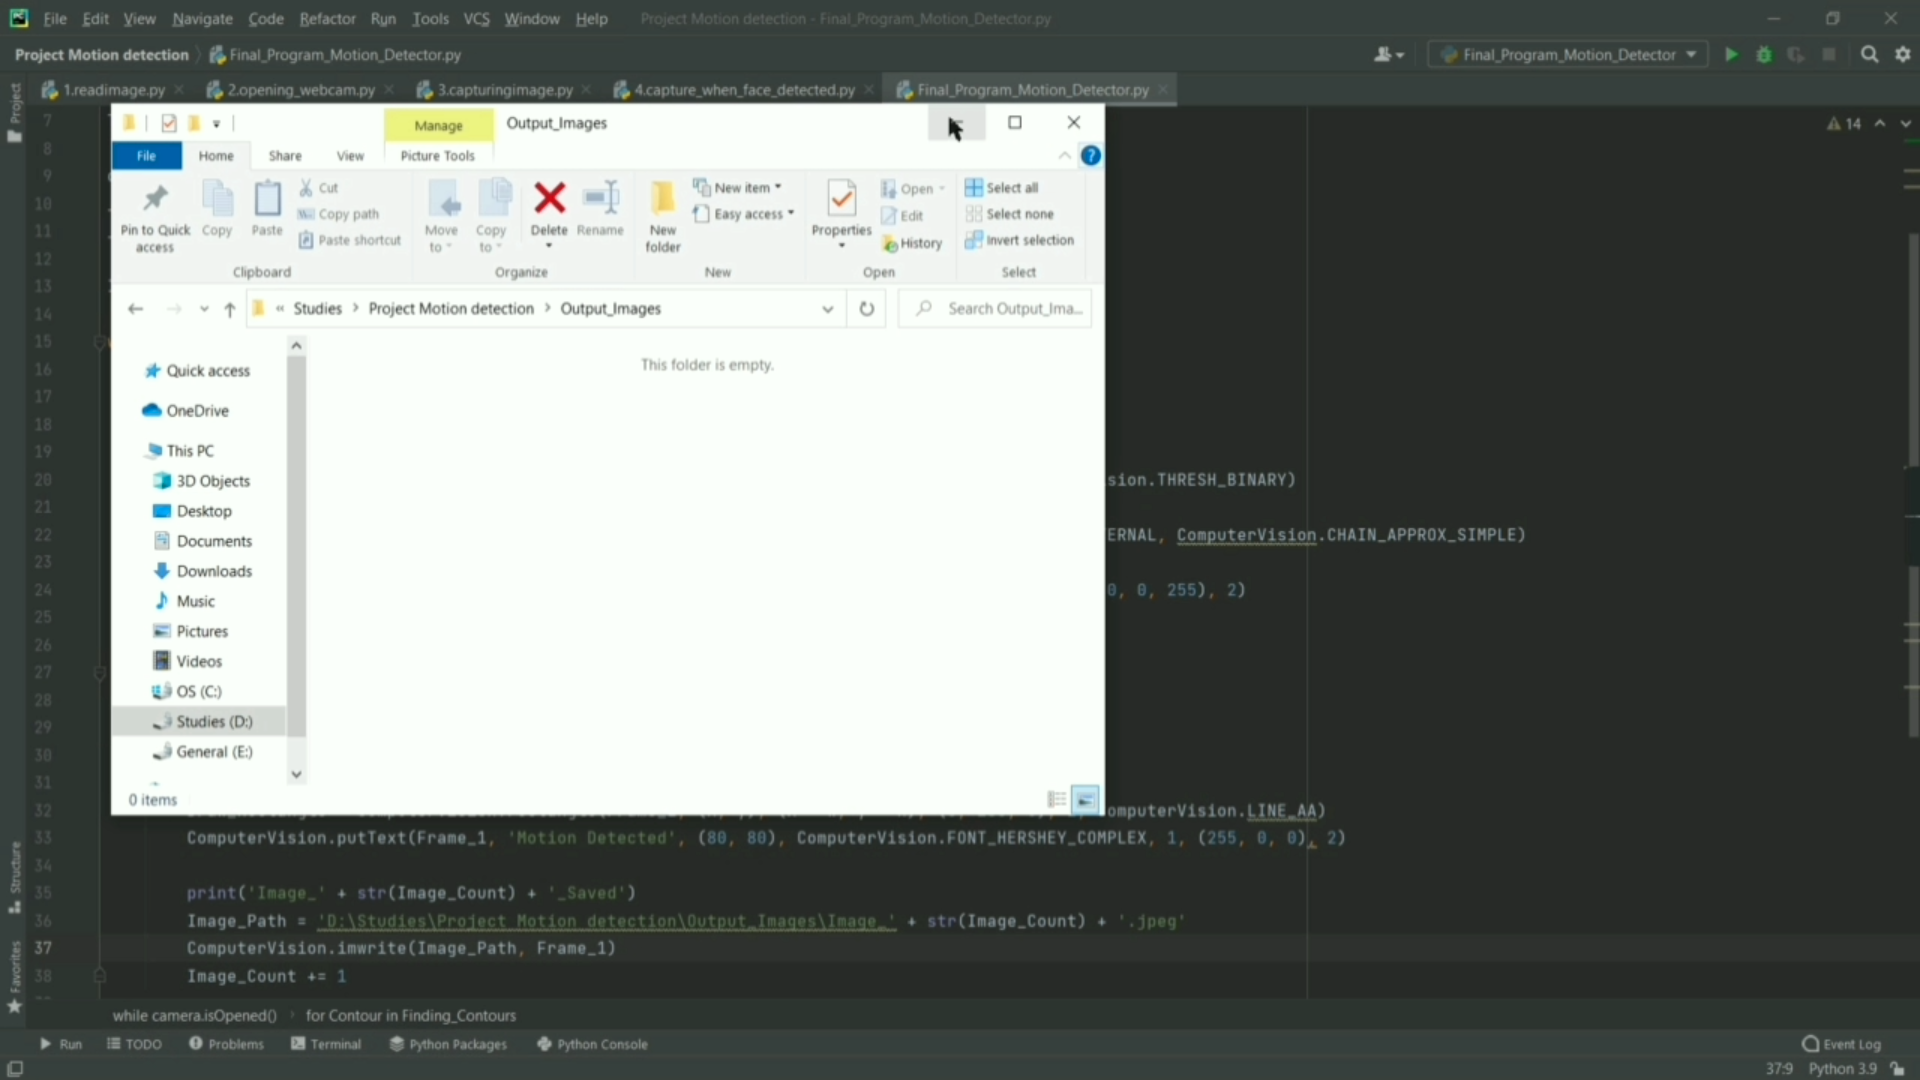 File Edit View Navigate Code Refactor Run Tools VCS Window Help Project Motion detection - Final_Program_Motion_Detector.py
Project Motion detection Final_Program_Motion_Detector.py Final_Program_Motion_Detector
1.readimage.py 2.opening_webcam.py 3.capturingimage.py 4.capture_when_face_detected.py Final_Program_Motion_Detector.py
Project
Structure
Favorites
14
Manage Output_Images
File Home Share View Picture Tools
Pin to Quick access
Copy
Paste
Cut
Copy path
Paste shortcut
Clipboard
Move to
Copy to
Delete
Rename
Organize
New folder
New item
Easy access
New
Properties
Open
Edit
History
Open
Select all
Select none
Invert selection
Select
« Studies > Project Motion detection > Output_Images
Search Output_Ima...
This folder is empty.
Quick access
OneDrive
This PC
3D Objects
Desktop
Documents
Downloads
Music
Pictures
Videos
OS (C:)
Studies (D:)
General (E:)
0 items
7
8
9
10
11
12
13
14
15
16
17
18
19
20 sion.THRESH_BINARY)
21
22 ERNAL, ComputerVision.CHAIN_APPROX_SIMPLE)
23
24 0, 0, 255), 2)
25
26
27
28
29
30
31
32 omputerVision.LINE_AA)
33 ComputerVision.putText(Frame_1, 'Motion Detected', (80, 80), ComputerVision.FONT_HERSHEY_COMPLEX, 1, (255, 0, 0), 2)
34
35 print('Image_' + str(Image_Count) + '_Saved')
36 Image_Path = 'D:\Studies\Project Motion detection\Output_Images\Image_' + str(Image_Count) + '.jpeg'
37 ComputerVision.imwrite(Image_Path, Frame_1)
38 Image_Count += 1
while camera.isOpened() › for Contour in Finding_Contours
Run TODO Problems Terminal Python Packages Python Console Event Log
37:9 Python 3.9